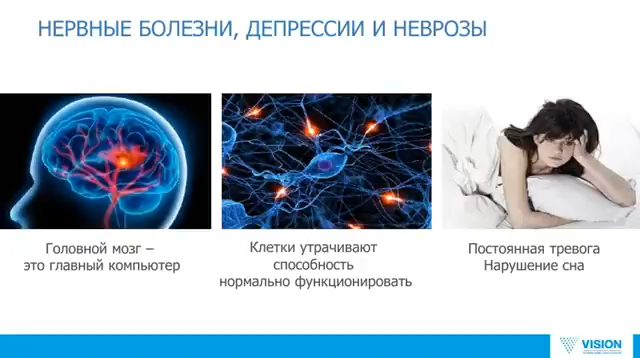 НЕРВНЫЕ БОЛЕЗНИ, ДЕПРЕССИИ И НЕВРОЗЫ
Головной мозг –
это главный компьютер
Клетки утрачивают
способность
нормально функционировать
Постоянная тревога
Нарушение сна
VISION